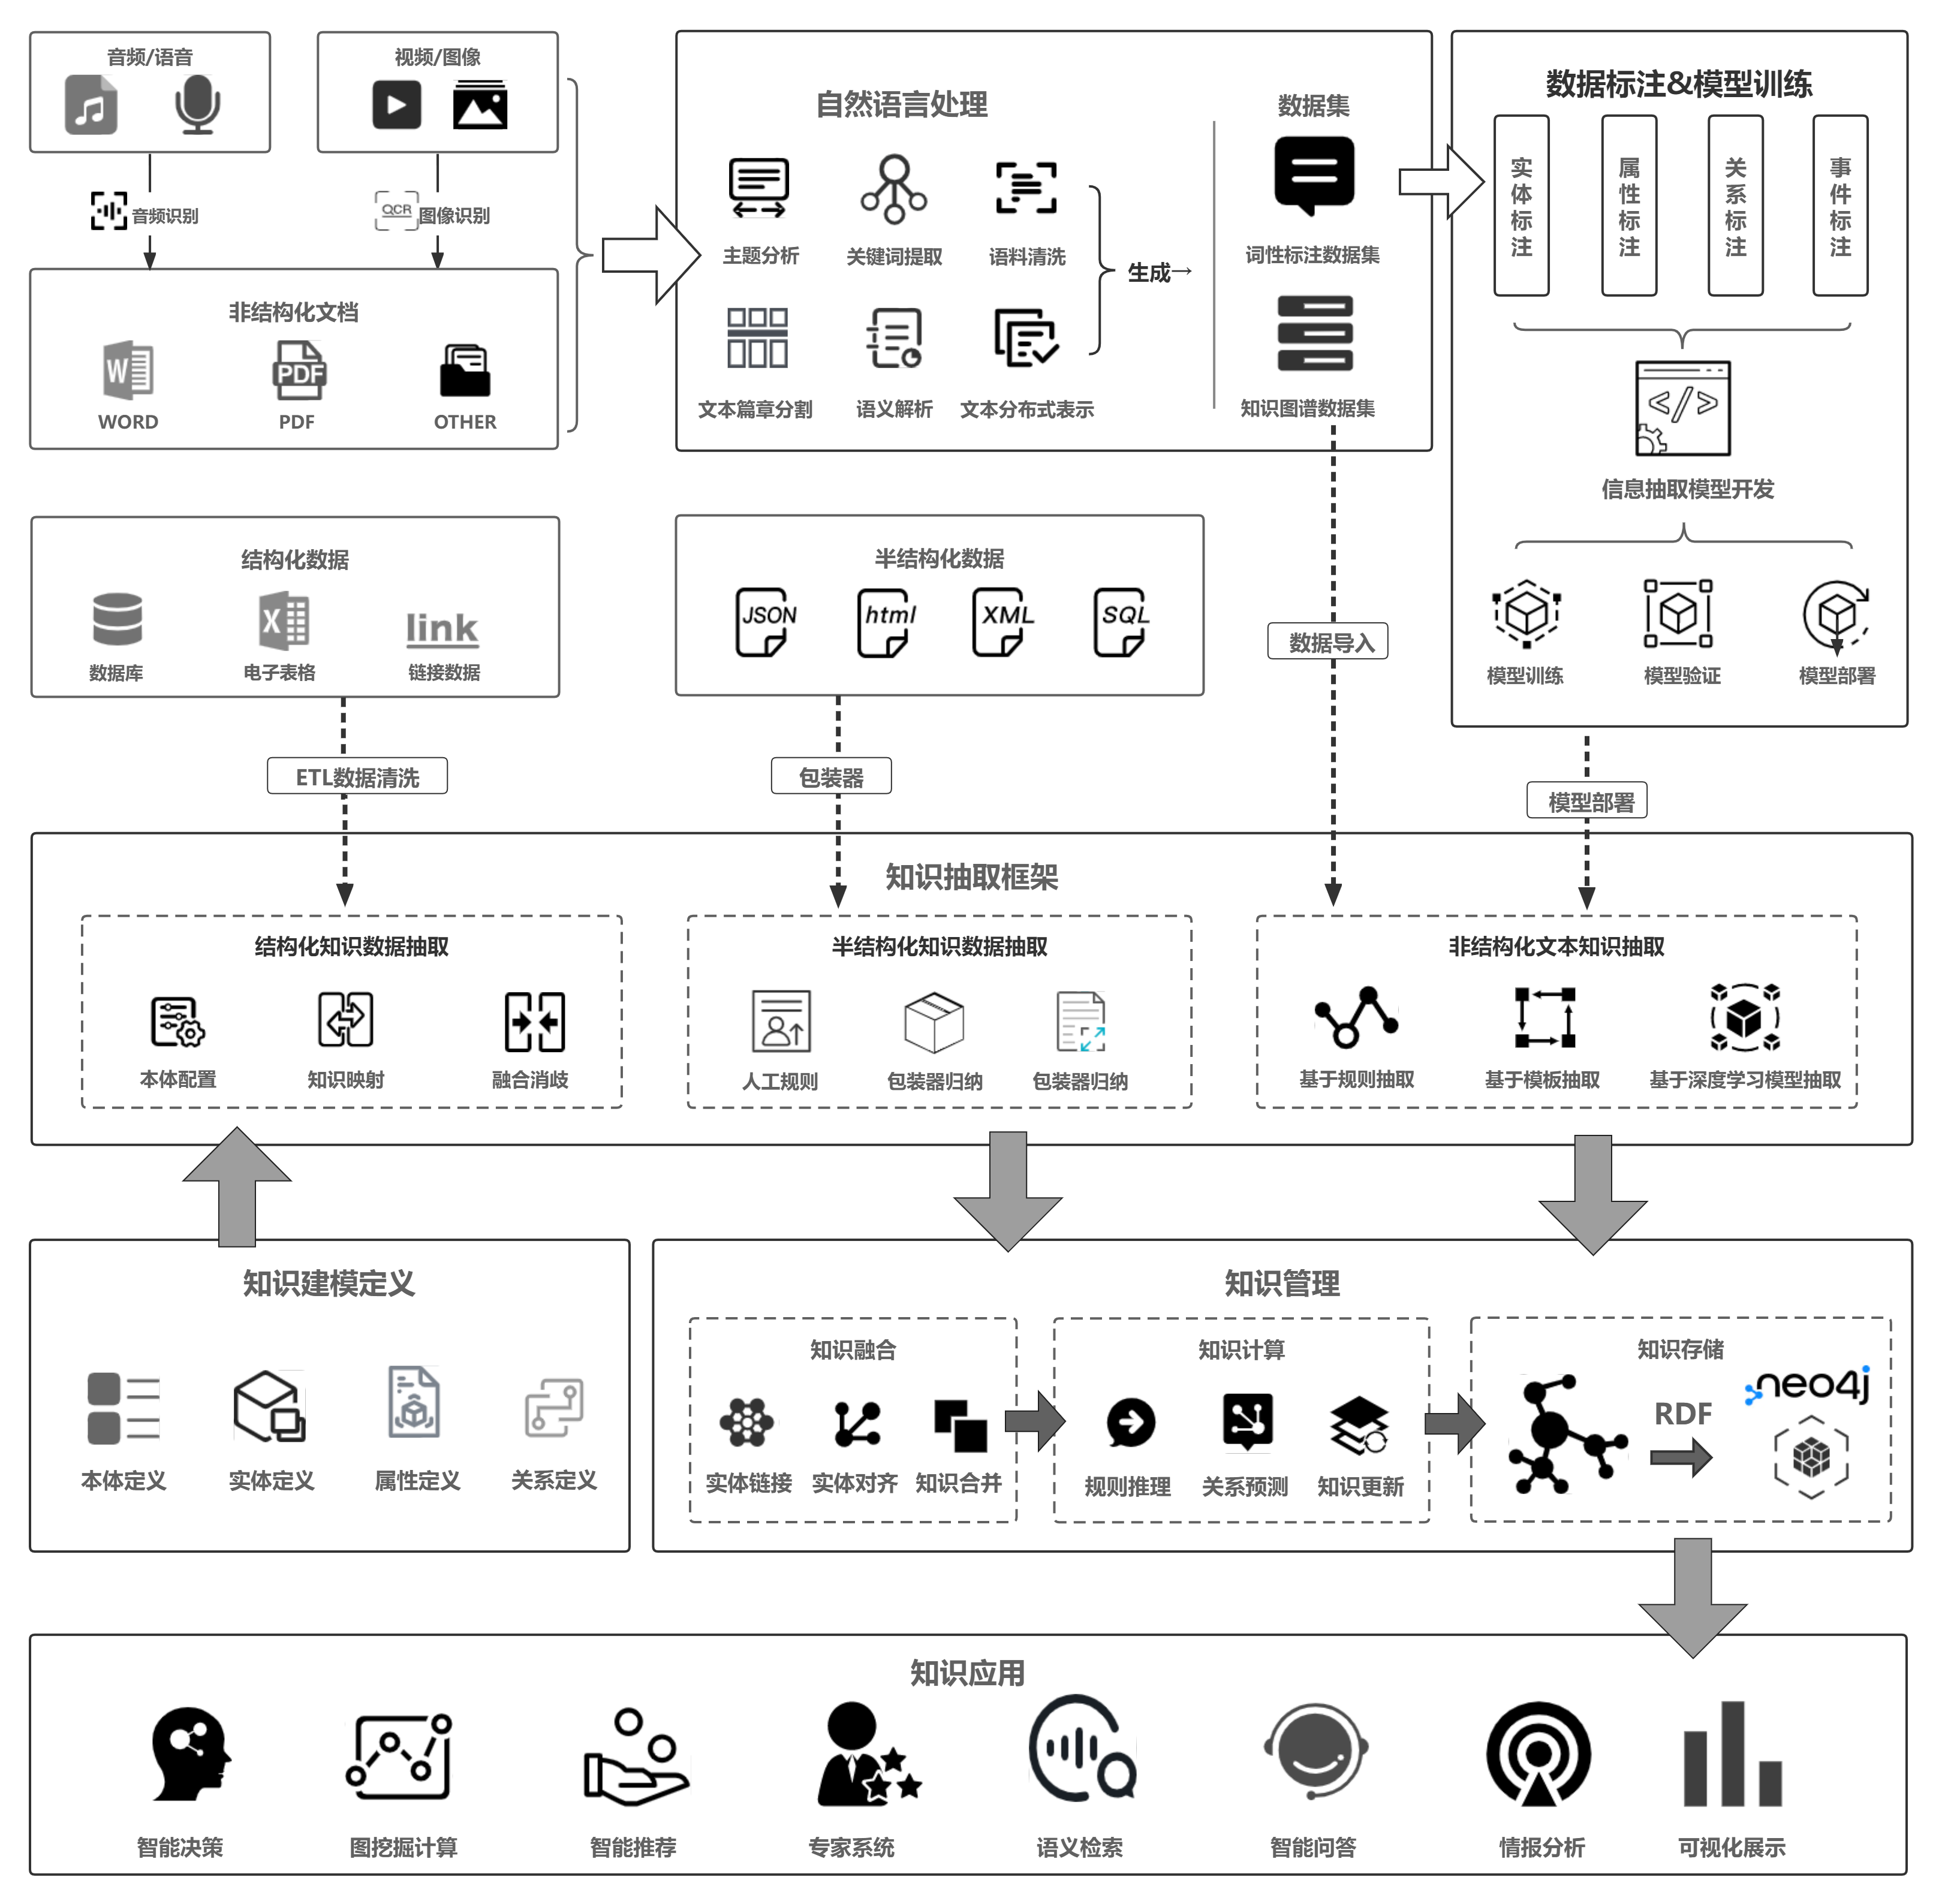 音频/语音
视频/图像
音频识别
OCR
图像识别
非结构化文档
W
PDF
WORD
PDF
OTHER
自然语言处理
主题分析
关键词提取
语料清洗
文本篇章分割
语义解析
文本分布式表示
生成→
数据集
词性标注数据集
知识图谱数据集
数据标注&模型训练
实体标注
属性标注
关系标注
事件标注
</>
信息抽取模型开发
模型训练
模型验证
模型部署
结构化数据
X
link
数据库
电子表格
链接数据
半结构化数据
JSON
html
XML
SQL
数据导入
ETL数据清洗
包装器
模型部署
知识抽取框架
结构化知识数据抽取
本体配置
知识映射
融合消歧
半结构化知识数据抽取
人工规则
包装器归纳
包装器归纳
非结构化文本知识抽取
基于规则抽取
基于模板抽取
基于深度学习模型抽取
知识建模定义
本体定义
实体定义
属性定义
关系定义
知识管理
知识融合
实体链接
实体对齐
知识合并
知识计算
规则推理
关系预测
知识更新
知识存储
RDF
neo4j
知识应用
智能决策
图挖掘计算
智能推荐
专家系统
语义检索
智能问答
情报分析
可视化展示